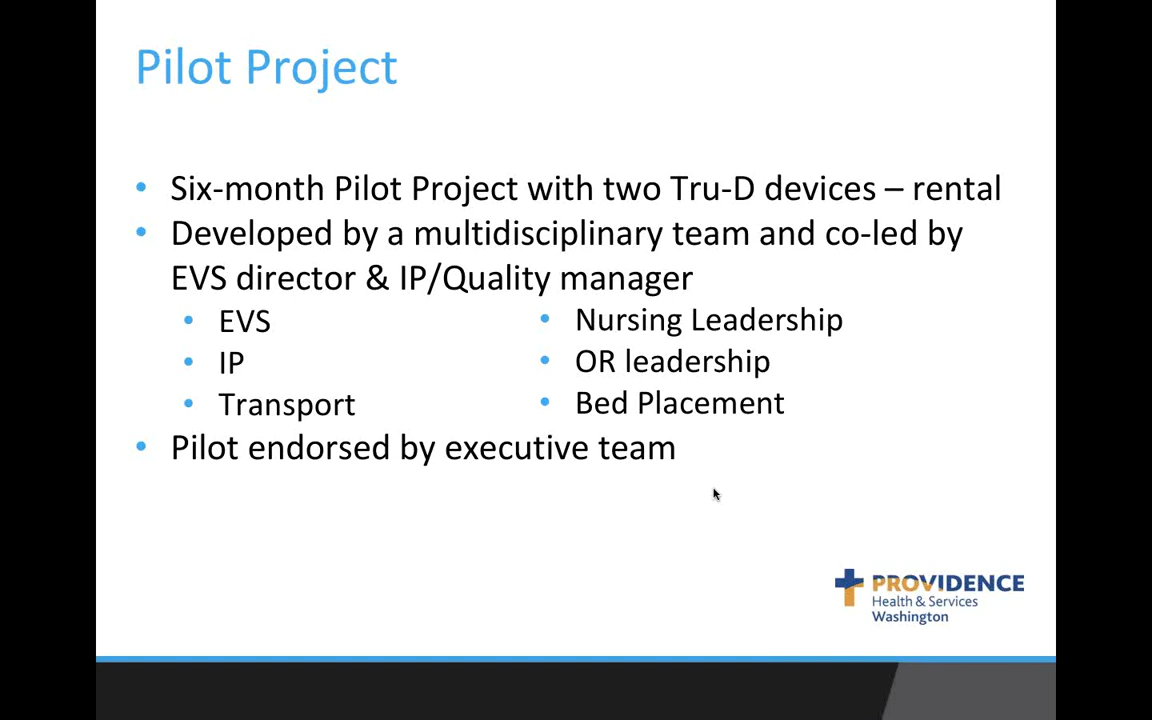 Pilot Project
• Six-month Pilot Project with two Tru-D devices – rental
• Developed by a multidisciplinary team and co-led by
EVS director & IP/Quality manager
• EVS
• IP
• Transport
• Nursing Leadership
• OR leadership
• Bed Placement
• Pilot endorsed by executive team
PROVIDENCE
Health & Services
Washington